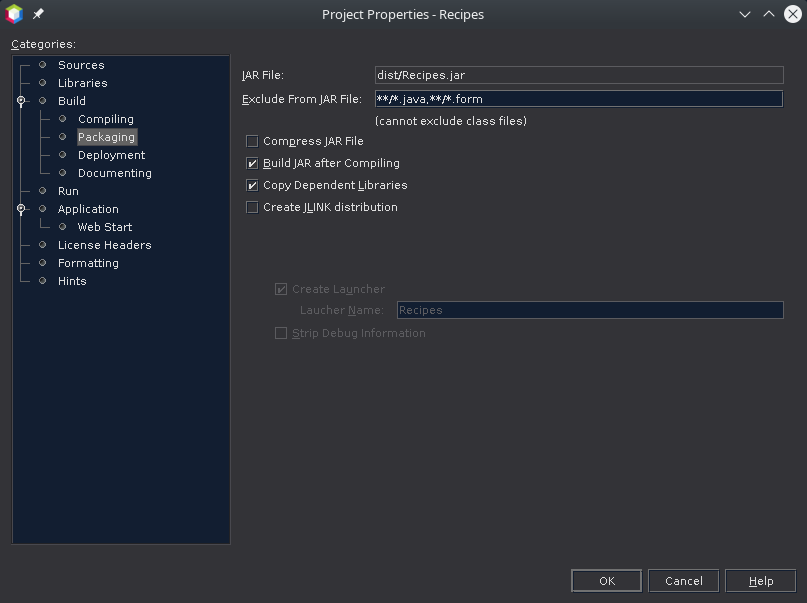 Project Properties - Recipes
Categories:
Sources
Libraries
Build
Compiling
Packaging
Deployment
Documenting
Run
Application
Web Start
License Headers
Formatting
Hints
JAR File: dist/Recipes.jar
Exclude From JAR File: **/*.java,**/*.form
(cannot exclude class files)
Compress JAR File
Build JAR after Compiling
Copy Dependent Libraries
Create JLINK distribution
Create Launcher
Laucher Name: Recipes
Strip Debug Information
OK Cancel Help